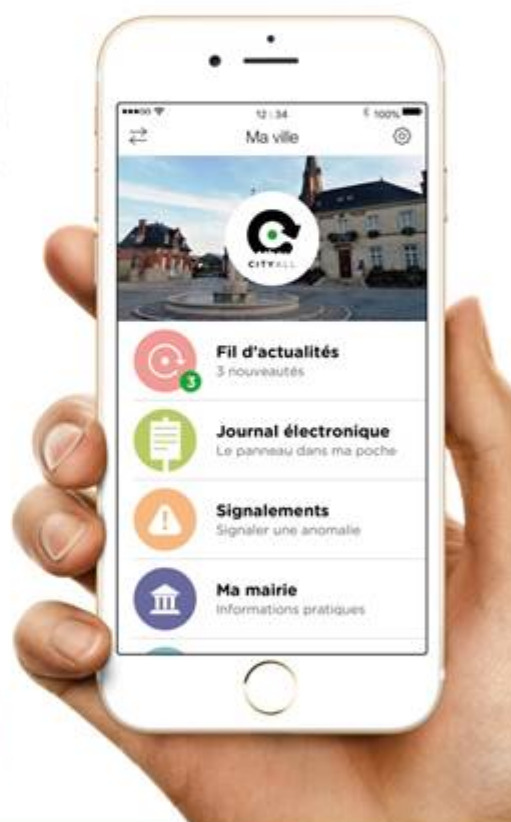 12:34
100%
Ma ville
CITYALL
Fil d'actualités
3 nouveautés
3
Journal électronique
Le panneau dans ma poche
Signalements
Signaler une anomalie
Ma mairie
Informations pratiques